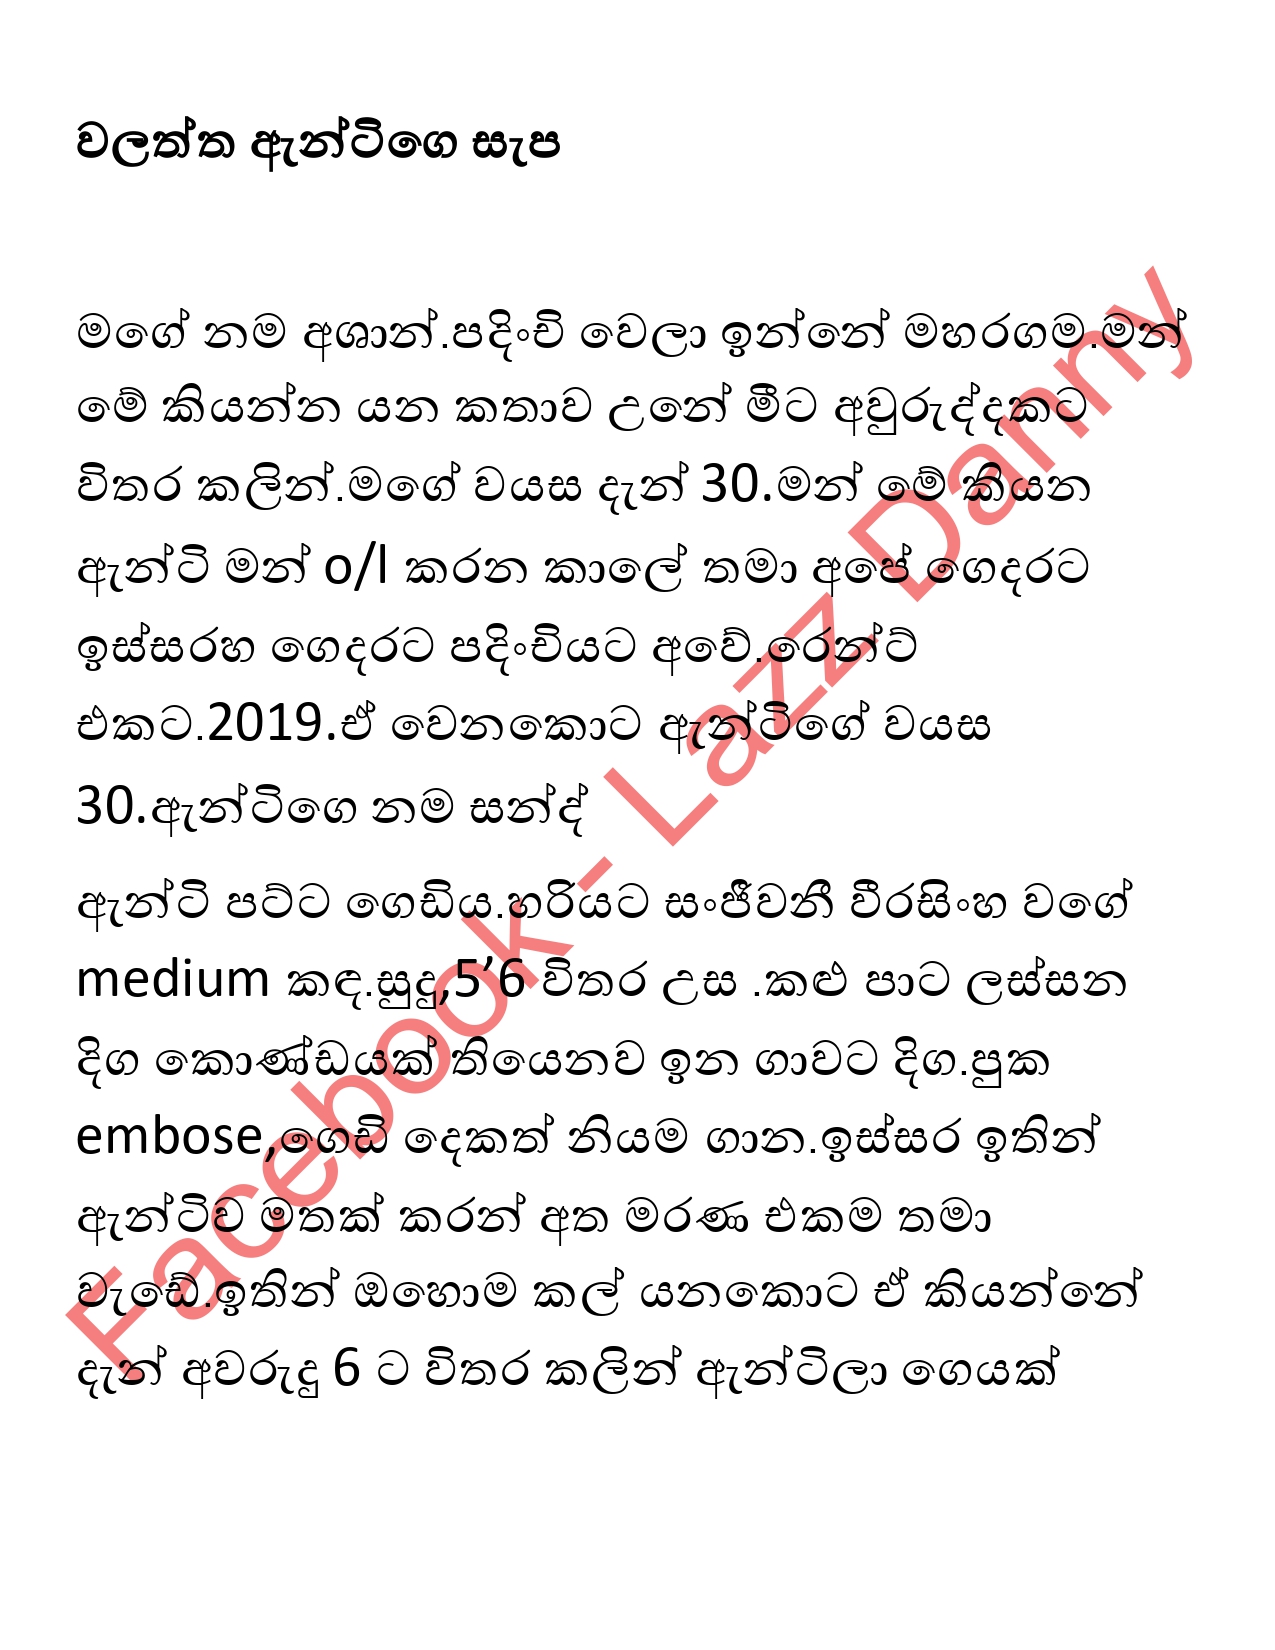 වලත්ත ඇන්ටිගෙ සැප
මගේ නම අශාන්.පදිංචි වෙලා ඉන්නේ මහරගම.මන්
මේ කියන්න යන කතාව උනේ මීට අවුරුද්දකට
විතර කලින්.මගේ වයස දැන් 30.මන් මේ කියන
ඇන්ටි මන් o/l කරන කාලේ තමා අපේ ගෙදරට
ඉස්සරහ ගෙදරට පදිංචියට අවේ.රෙන්ට්
එකට.2019.ඒ වෙනකොට ඇන්ටිගේ වයස
30.ඇන්ටිගෙ නම සන්ද්
ඇන්ටි පට්ට ගෙඩිය.හරියට සංජීවනී වීරසිංහ වගේ
medium කඳ.සුදු,5’6 විතර උස .කළු පාට ලස්සන
දිග කොණ්ඩයක් තියෙනව ඉන ගාවට දිග.පුක
embose,ගෙඩි දෙකත් නියම ගාන.ඉස්සර ඉතින්
ඇන්ටිව මතක් කරන් අත මරණ එකම තමා
වැඩේ.ඉතින් ඔහොම කල් යනකොට ඒ කියන්නේ
දැන් අවරුදු 6 ට විතර කලින් ඇන්ටිලා ගෙයක්
Facebook - Lazz Danny